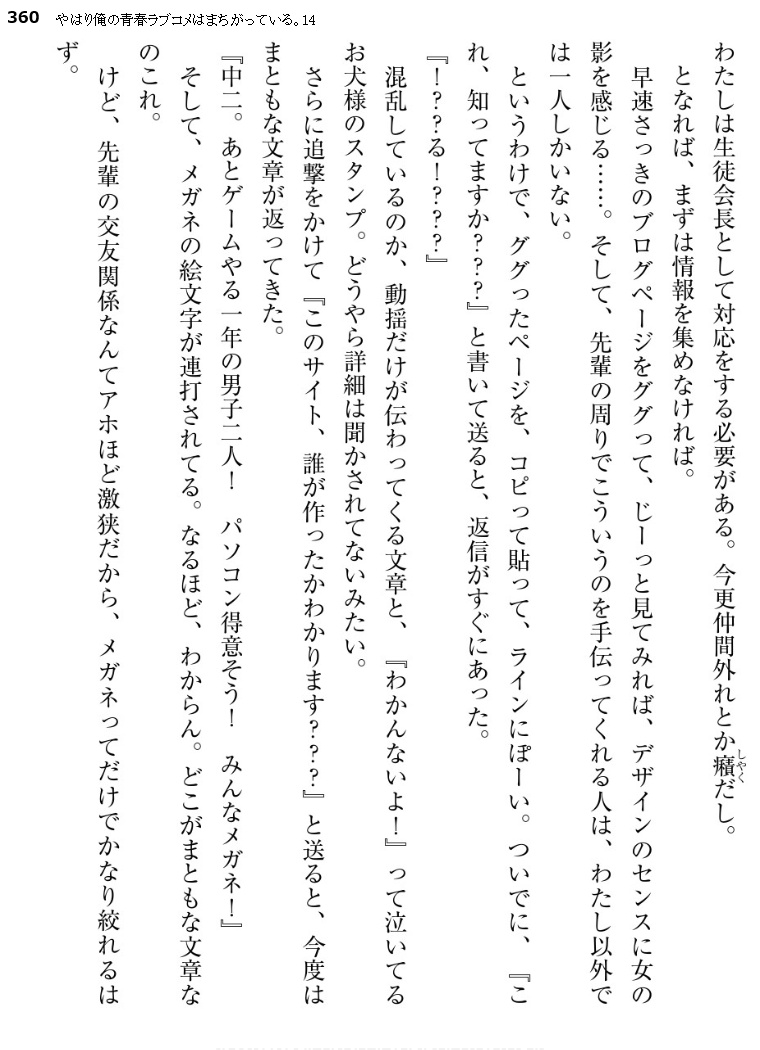 360 やはり俺の青春ラブコメはまちがっている。14
わたしは生徒会長として対応をする必要がある。今更仲間外れとか癪だし。
しゃく
となれば、まずは情報を集めなければ。
早速さっきのブログページをググって、じーっと見てみれば、デザインのセンスに女の
影を感じる……。そして、先輩の周りでこういうのを手伝ってくれる人は、わたし以外で
は一人しかいない。
というわけで、ググったページを、コピって貼って、ラインにぽーい。ついでに、『こ
れ、知ってますか？？？』と書いて送ると、返信がすぐにあった。
『！？？る！？？？』
混乱しているのか、動揺だけが伝わってくる文章と、『わかんないよ！』って泣いてる
お犬様のスタンプ。どうやら詳細は聞かされてないみたい。
さらに追撃をかけて『このサイト、誰が作ったかわかります？？？』と送ると、今度は
まともな文章が返ってきた。
『中二。あとゲームやる一年の男子二人！　パソコン得意そう！　みんなメガネ！』
そして、メガネの絵文字が連打されてる。なるほど、わからん。どこがまともな文章な
のこれ。
けど、先輩の交友関係なんてアホほど激狭だから、メガネってだけでかなり絞れるは
ず。